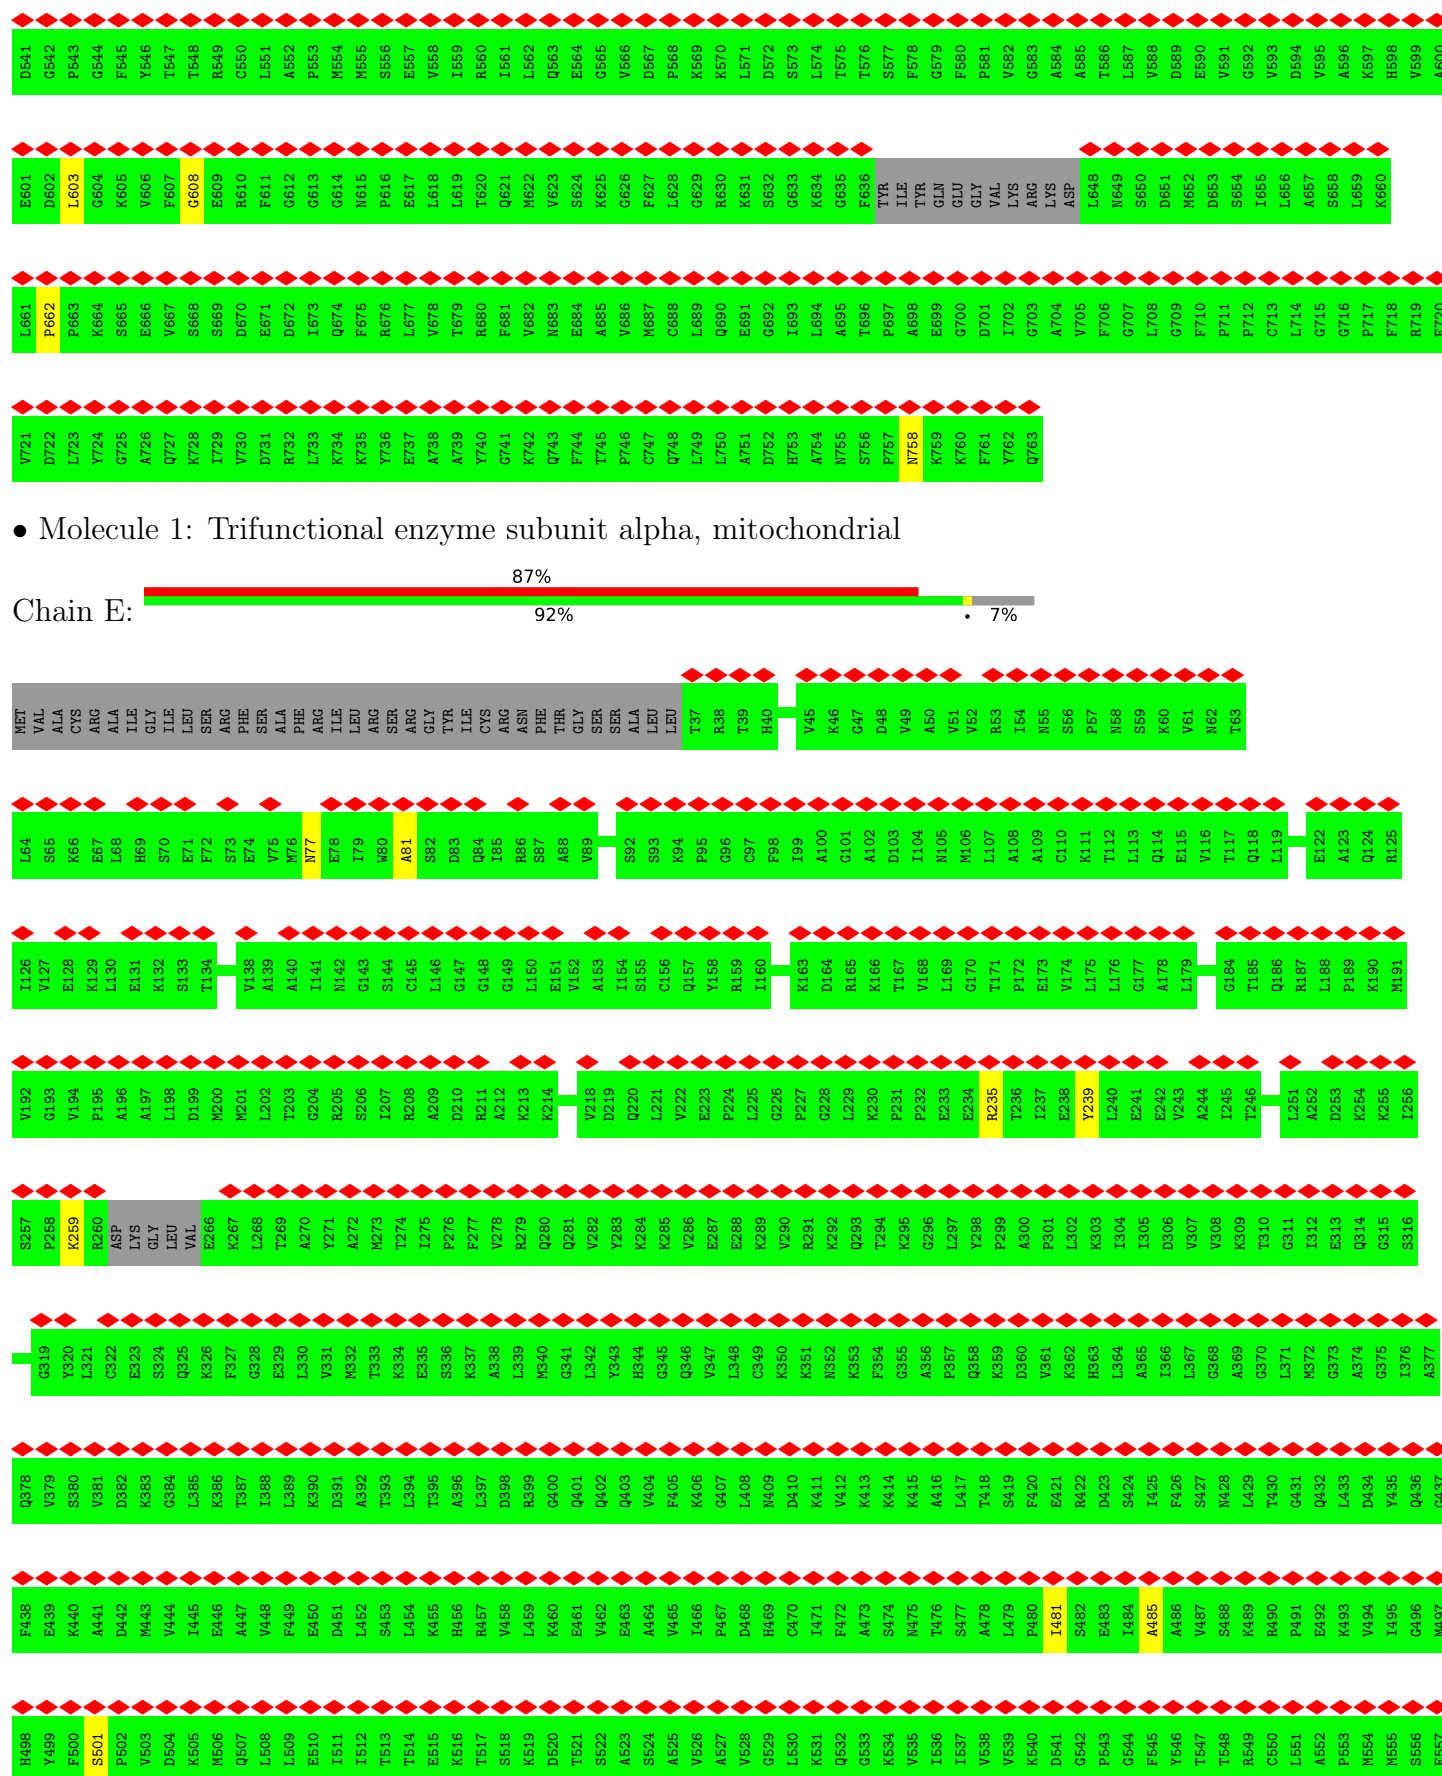 D541 G542 P543 G544 F545 Y546 T547 T548 R549 C550 L551 A552 P553 M554 M555 S556 E557 V558 I559 R560 I561 L562 Q563 E564 G565 V566 D567 P568 K569 K570 L571 D572 S573 L574 T575 T576 S577 F578 G579 F580 P581 V582 G583 A584 A585 T586 L587 V588 D589 E590 V591 G592 V593 D594 V595 A596 K597 H598 V599 A600
E601 D602 L603 G604 K605 V606 F607 G608 E609 R610 F611 G612 G613 G614 N615 P616 E617 L618 L619 T620 Q621 M622 V623 S624 K625 G626 F627 L628 G629 R630 K631 S632 G633 K634 G635 F636 TYR ILE TYR GLN GLU GLY VAL LYS ARG LYS ASP L648 N649 S650 D651 M652 D653 S654 I655 L656 A657 S658 L659 K660
L661 P662 P663 K664 S665 E666 V667 S668 S669 D670 E671 D672 I673 Q674 F675 R676 L677 V678 T679 R680 F681 V682 N683 E684 A685 V686 M687 C688 L689 Q690 E691 G692 I693 L694 A695 T696 P697 A698 E699 G700 D701 I702 G703 A704 V705 F706 G707 L708 G709 F710 P711 P712 C713 L714 G715 G716 P717 F718 R719 F720
V721 D722 L723 Y724 G725 A726 Q727 K728 I729 V730 D731 R732 L733 K734 K735 Y736 E737 A738 A739 Y740 G741 K742 Q743 F744 T745 P746 C747 Q748 L749 L750 A751 D752 H753 A754 N755 S756 P757 N758 K759 K760 F761 Y762 Q763
• Molecule 1: Trifunctional enzyme subunit alpha, mitochondrial
87%
Chain E:
92% • 7%
MET VAL ALA CYS ARG ALA ILE GLY ILE LEU SER ARG PHE SER ALA PHE ARG ILE LEU ARG SER ARG GLY TYR ILE CYS ARG ASN PHE THR GLY SER SER ALA LEU LEU T37 R38 T39 H40 V45 K46 G47 D48 V49 A50 V51 V52 R53 I54 N55 S56 P57 N58 S59 K60 V61 N62 T63
L64 S65 K66 E67 L68 H69 S70 E71 F72 S73 E74 V75 M76 N77 E78 I79 W80 A81 S82 D83 Q84 I85 R86 S87 A88 V89 S92 S93 K94 P95 G96 C97 F98 I99 A100 G101 A102 D103 I104 N105 M106 L107 A108 A109 C110 K111 T112 L113 Q114 E115 V116 T117 Q118 L119 E122 A123 Q124 R125
I126 V127 E128 K129 L130 E131 K132 S133 T134 V138 A139 A140 I141 N142 G143 S144 C145 L146 G147 G148 G149 L150 E151 V152 A153 I154 S155 C156 Q157 Y158 R159 I160 K163 D164 R165 K166 T167 V168 L169 G170 T171 P172 E173 V174 L175 L176 G177 A178 L179 G184 T185 Q186 R187 L188 P189 K190 M191
V192 G193 V194 P195 A196 A197 L198 D199 M200 M201 L202 T203 G204 R205 S206 I207 R208 A209 D210 R211 A212 K213 K214 V218 D219 Q220 L221 V222 E223 P224 L225 G226 P227 G228 L229 K230 P231 P232 E233 E234 R235 T236 I237 E238 Y239 L240 E241 E242 V243 A244 I245 T246 L251 A252 D253 K254 K255 I256
S257 P258 K259 R260 ASP LYS GLY LEU VAL E266 K267 L268 T269 A270 Y271 A272 M273 T274 I275 P276 F277 V278 R279 Q280 Q281 V282 Y283 K284 K285 V286 E287 E288 K289 V290 R291 K292 Q293 T294 K295 G296 L297 Y298 P299 A300 P301 L302 K303 I304 I305 D306 V307 V308 K309 T310 G311 I312 E313 Q314 G315 S316
G319 Y320 L321 C322 E323 S324 Q325 K326 F327 G328 E329 L330 V331 M332 T333 K334 E335 S336 K337 A338 L339 M340 G341 L342 Y343 H344 G345 Q346 V347 L348 C349 K350 K351 N352 K353 F354 G355 A356 P357 Q358 K359 D360 V361 K362 H363 L364 A365 I366 L367 G368 A369 G370 L371 M372 G373 A374 G375 I376 A377
Q378 V379 S380 V381 D382 K383 G384 L385 K386 T387 I388 L389 K390 D391 A392 T393 L394 T395 A396 L397 D398 R399 G400 Q401 Q402 Q403 V404 F405 K406 G407 L408 N409 D410 K411 V412 K413 K414 K415 A416 L417 T418 S419 F420 E421 R422 D423 S424 I425 F426 S427 N428 L429 T430 G431 Q432 L433 D434 Y435 Q436 G437
F438 E439 K440 A441 D442 M443 V444 I445 E446 A447 V448 F449 E450 D451 L452 S453 L454 K455 H456 R457 V458 L459 K460 E461 V462 E463 A464 V465 I466 P467 D468 H469 C470 I471 F472 A473 S474 N475 T476 S477 A478 L479 P480 I481 S482 E483 I484 A485 A486 V487 S488 K489 R490 P491 E492 K493 V494 I495 G496 M497
H498 Y499 F500 S501 P502 V503 D504 K505 M506 Q507 L508 L509 E510 I511 I512 T513 T514 E515 K516 T517 S518 K519 D520 T521 S522 A523 S524 A525 V526 A527 V528 G529 L530 K531 Q532 G533 K534 V535 I536 I537 V538 V539 K540 D541 G542 P543 G544 F545 Y546 T547 T548 R549 C550 L551 A552 P553 M554 M555 S556 E557